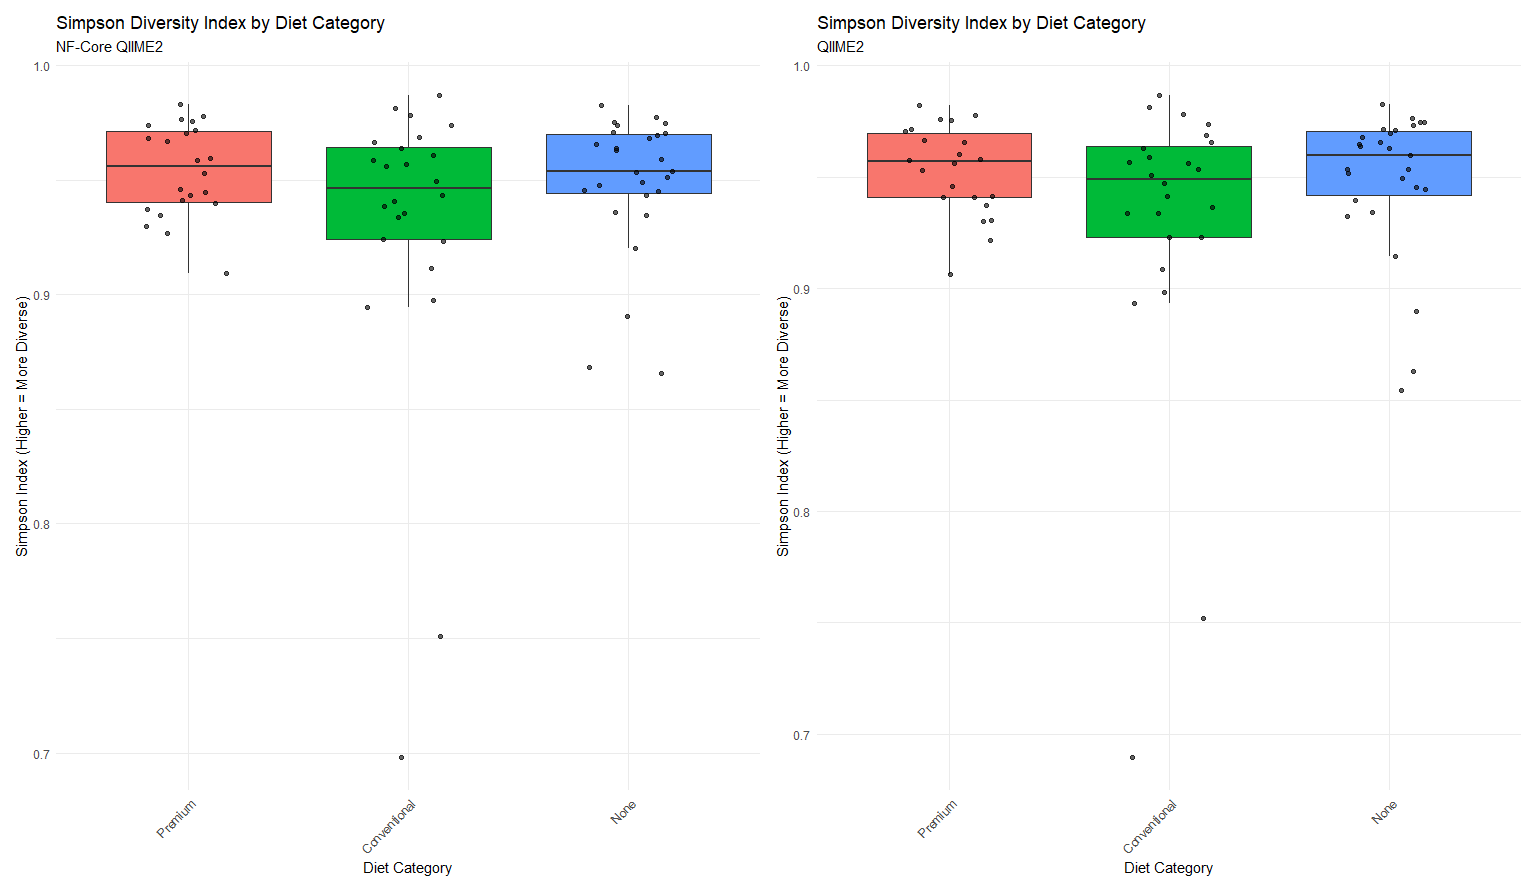 Simpson Diversity Index by Diet Category
NF-Core QIIME2
Simpson Index (Higher = More Diverse)
1.0
0.9
0.8
0.7
Premium
Conventional
None
Diet Category
Simpson Diversity Index by Diet Category
QIIME2
Simpson Index (Higher = More Diverse)
1.0
0.9
0.8
0.7
Premium
Conventional
None
Diet Category